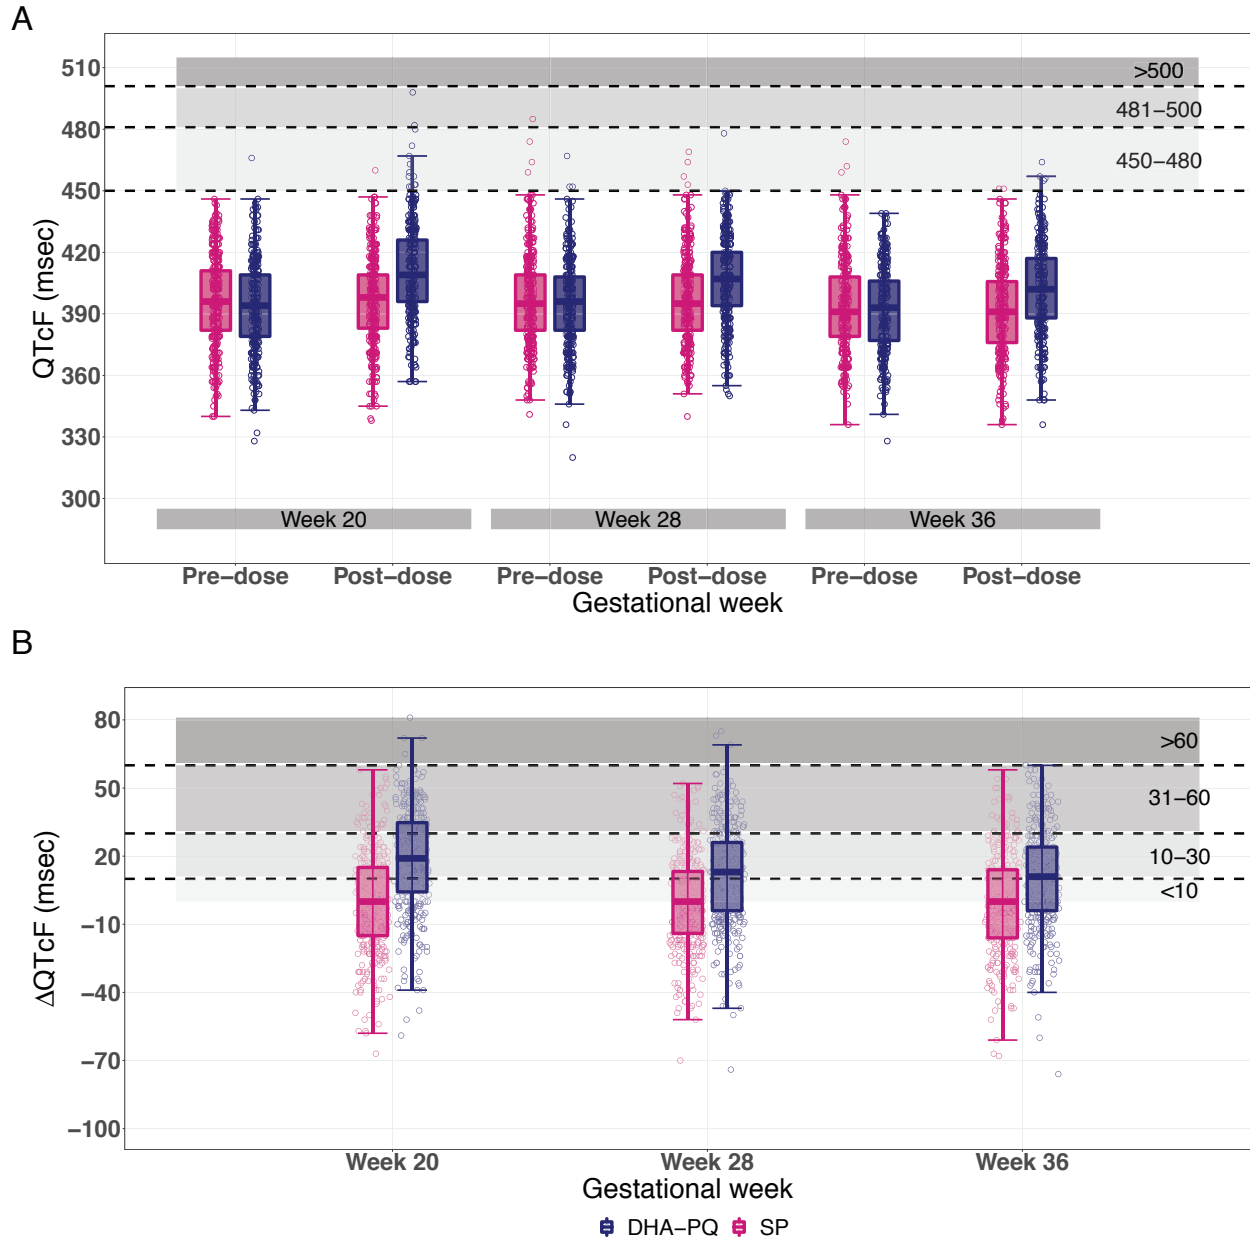 A
510
480
450
420
390
360
330
300
QTcF (msec)
>500
481−500
450−480
Week 20
Week 28
Week 36
Pre−dose
Post−dose
Pre−dose
Post−dose
Pre−dose
Post−dose
Gestational week
B
80
50
20
−10
−40
−70
−100
ΔQTcF (msec)
>60
31−60
10−30
<10
Week 20
Week 28
Week 36
Gestational week
DHA−PQ
SP